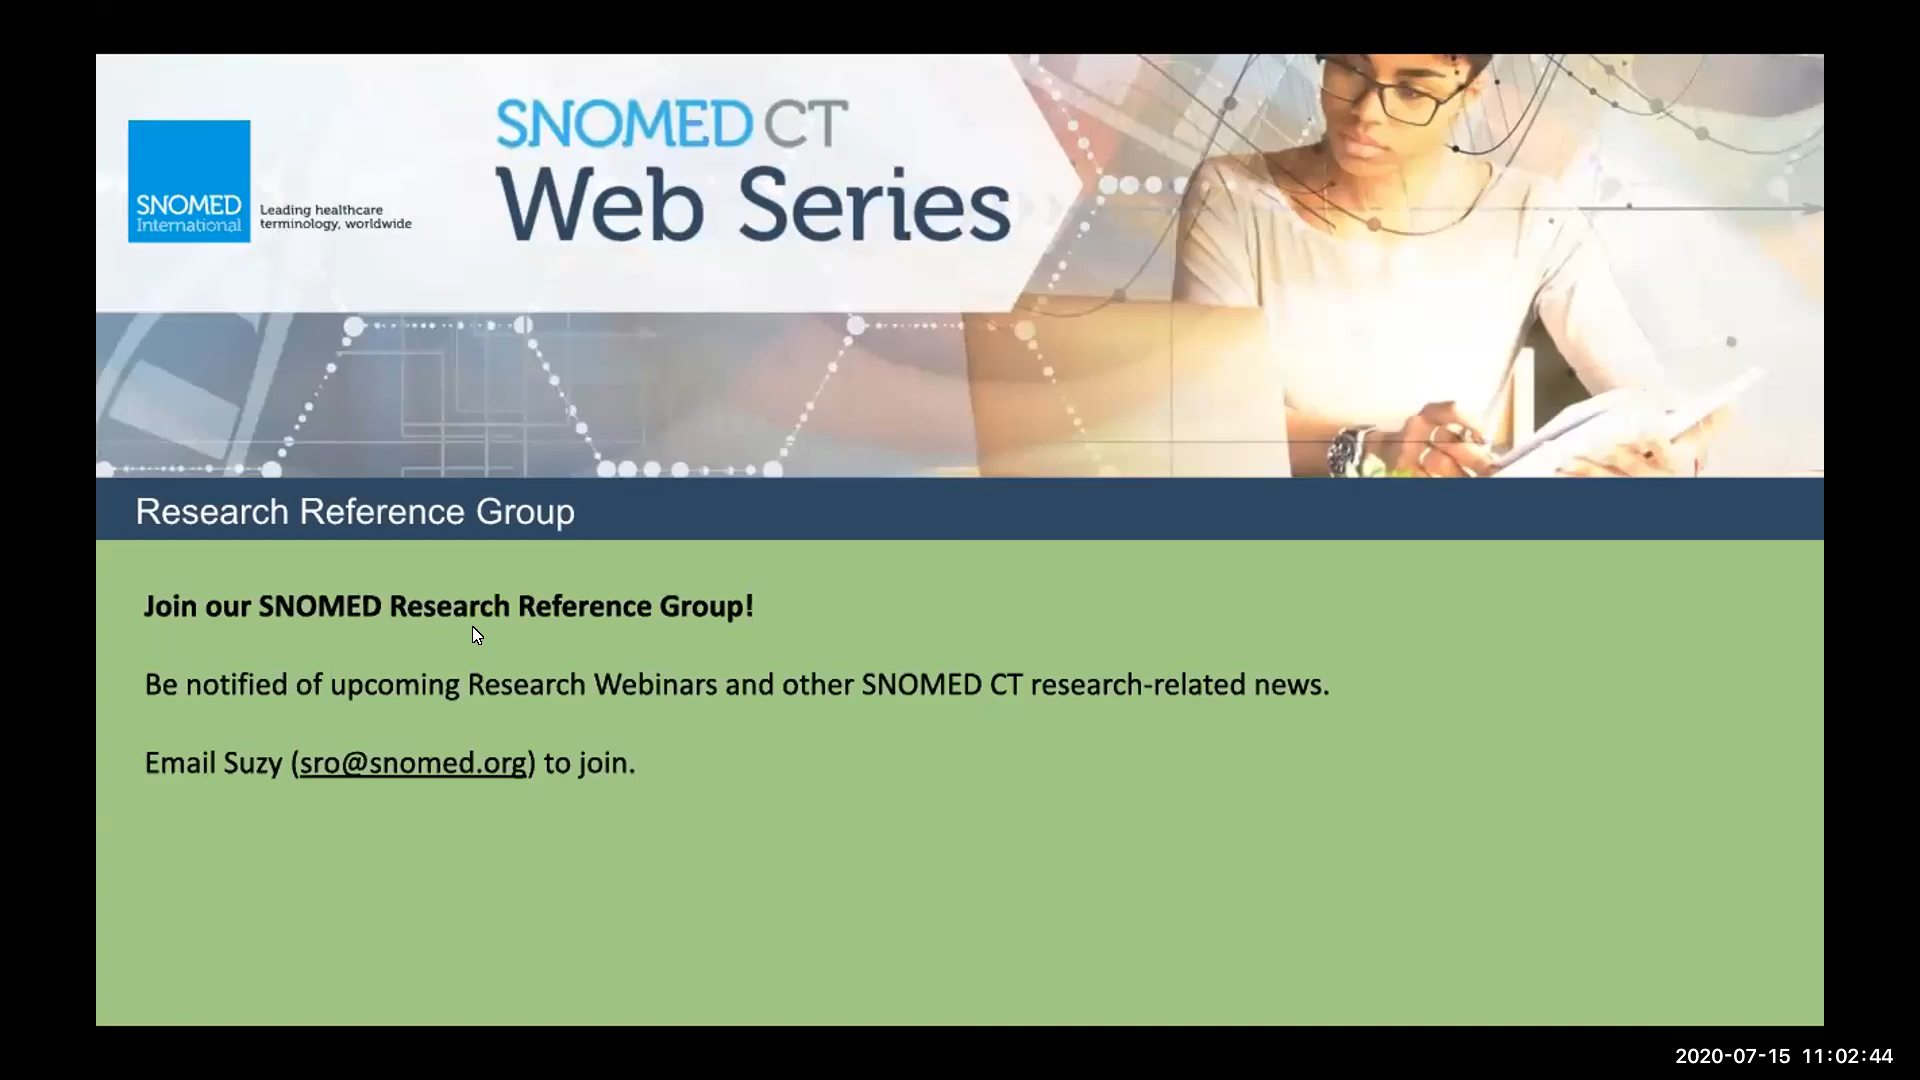 SNOMED CT
Web Series
SNOMED
International
Leading healthcare
terminology, worldwide
Research Reference Group
Join our SNOMED Research Reference Group!
Be notified of upcoming Research Webinars and other SNOMED CT research-related news.
Email Suzy (sro@snomed.org) to join.
2020-07-15 11:02:44